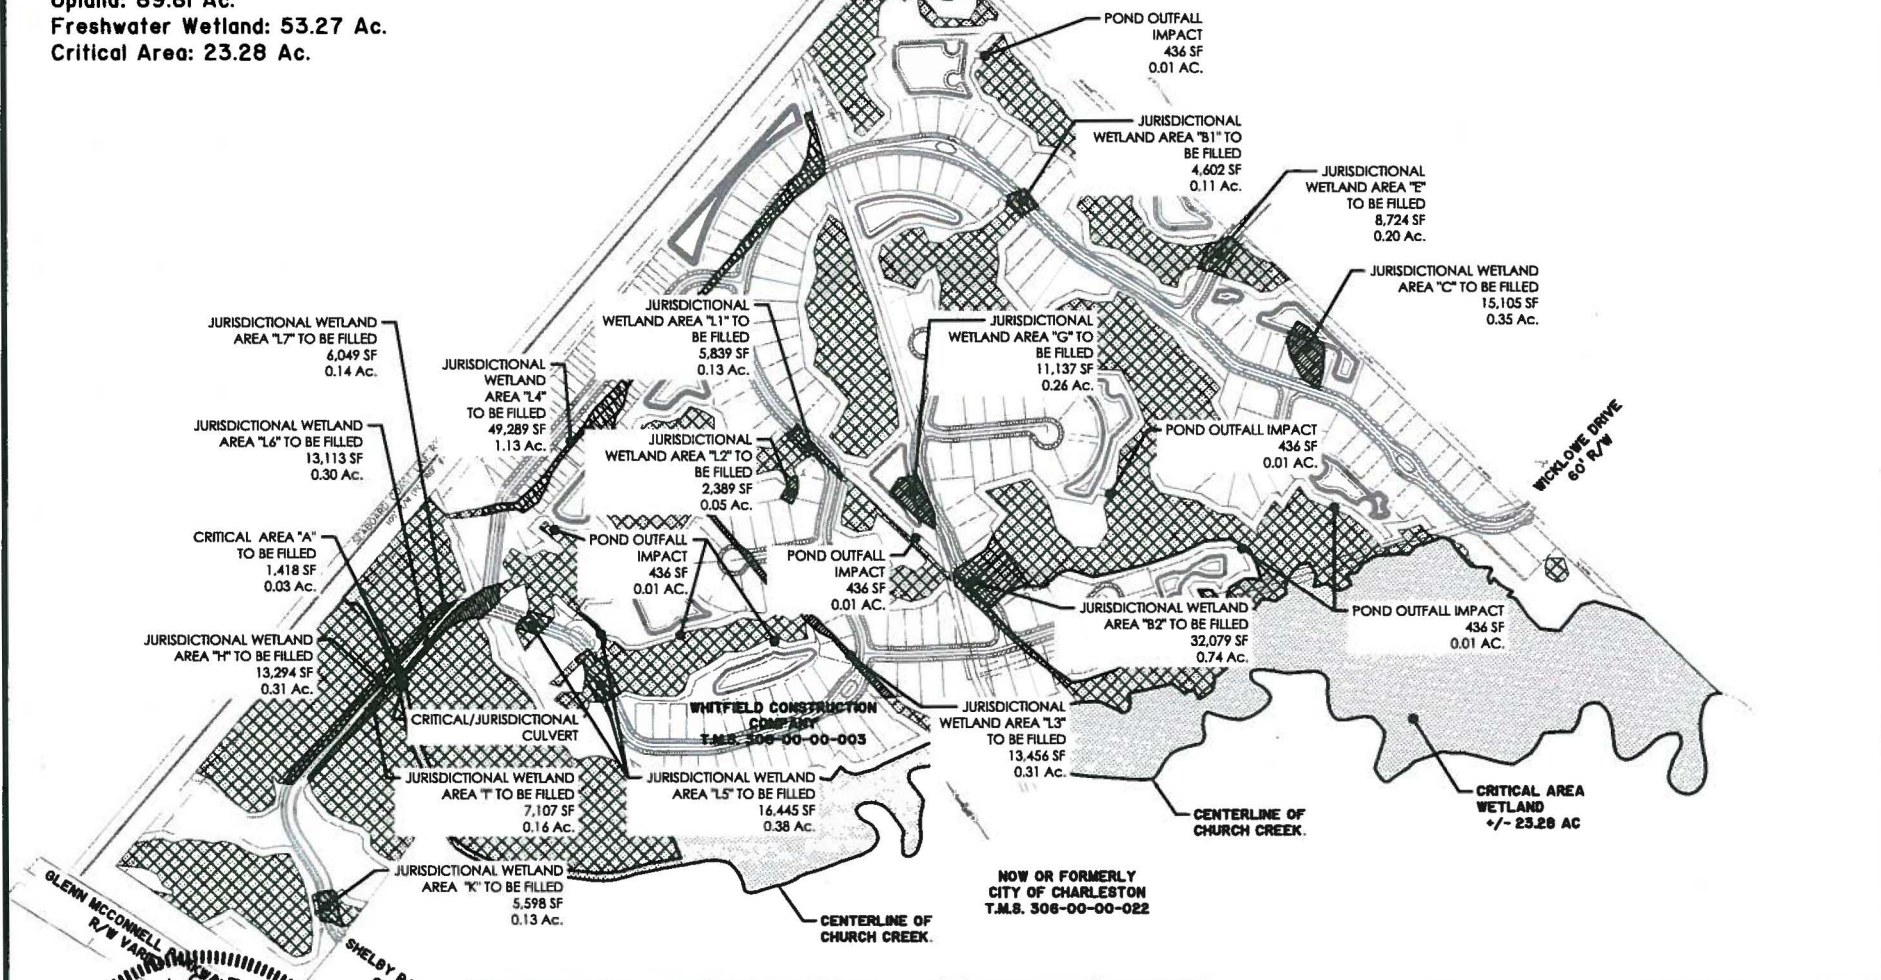 Upland: 89.61 Ac.
Freshwater Wetland: 53.27 Ac.
Critical Area: 23.28 Ac.
POND OUTFALL
IMPACT
436 SF
0.01 AC.
JURISDICTIONAL
WETLAND AREA "B1" TO
BE FILLED
4,602 SF
0.11 Ac.
JURISDICTIONAL
WETLAND AREA "E"
TO BE FILLED
8,724 SF
0.20 Ac.
JURISDICTIONAL WETLAND
AREA "C" TO BE FILLED
15,105 SF
0.35 Ac.
JURISDICTIONAL WETLAND
AREA "L7" TO BE FILLED
6,049 SF
0.14 Ac.
JURISDICTIONAL
WETLAND
AREA "L4"
TO BE FILLED
49,289 SF
1.13 Ac.
JURISDICTIONAL
WETLAND AREA "L1" TO
BE FILLED
5,839 SF
0.13 Ac.
JURISDICTIONAL
WETLAND AREA "G" TO
BE FILLED
11,137 SF
0.26 Ac.
JURISDICTIONAL WETLAND
AREA "L6" TO BE FILLED
13,113 SF
0.30 Ac.
JURISDICTIONAL
WETLAND AREA "L2" TO
BE FILLED
2,389 SF
0.05 Ac.
POND OUTFALL IMPACT
436 SF
0.01 AC.
WICKLOWE DRIVE
60' R/W
SEABOARD
CRITICAL AREA "A"
TO BE FILLED
1,418 SF
0.03 Ac.
POND OUTFALL
IMPACT
436 SF
0.01 AC.
POND OUTFALL
IMPACT
436 SF
0.01 AC.
JURISDICTIONAL WETLAND
AREA "B2" TO BE FILLED
32,079 SF
0.74 Ac.
POND OUTFALL IMPACT
436 SF
0.01 AC.
JURISDICTIONAL WETLAND
AREA "H" TO BE FILLED
13,294 SF
0.31 Ac.
CRITICAL/JURISDICTIONAL
CULVERT
WHITFIELD CONSTRUCTION
COMPANY
T.M.S. 306-00-00-003
JURISDICTIONAL
WETLAND AREA "L3"
TO BE FILLED
13,456 SF
0.31 Ac.
JURISDICTIONAL WETLAND
AREA "I" TO BE FILLED
7,107 SF
0.16 Ac.
JURISDICTIONAL WETLAND
AREA "L5" TO BE FILLED
16,445 SF
0.38 Ac.
CENTERLINE OF
CHURCH CREEK.
CRITICAL AREA
WETLAND
+/- 23.28 AC
JURISDICTIONAL WETLAND
AREA "K" TO BE FILLED
5,598 SF
0.13 Ac.
NOW OR FORMERLY
CITY OF CHARLESTON
T.M.S. 306-00-00-022
CENTERLINE OF
CHURCH CREEK.
GLENN MCCONNELL PARKWAY
R/W
SHELBY